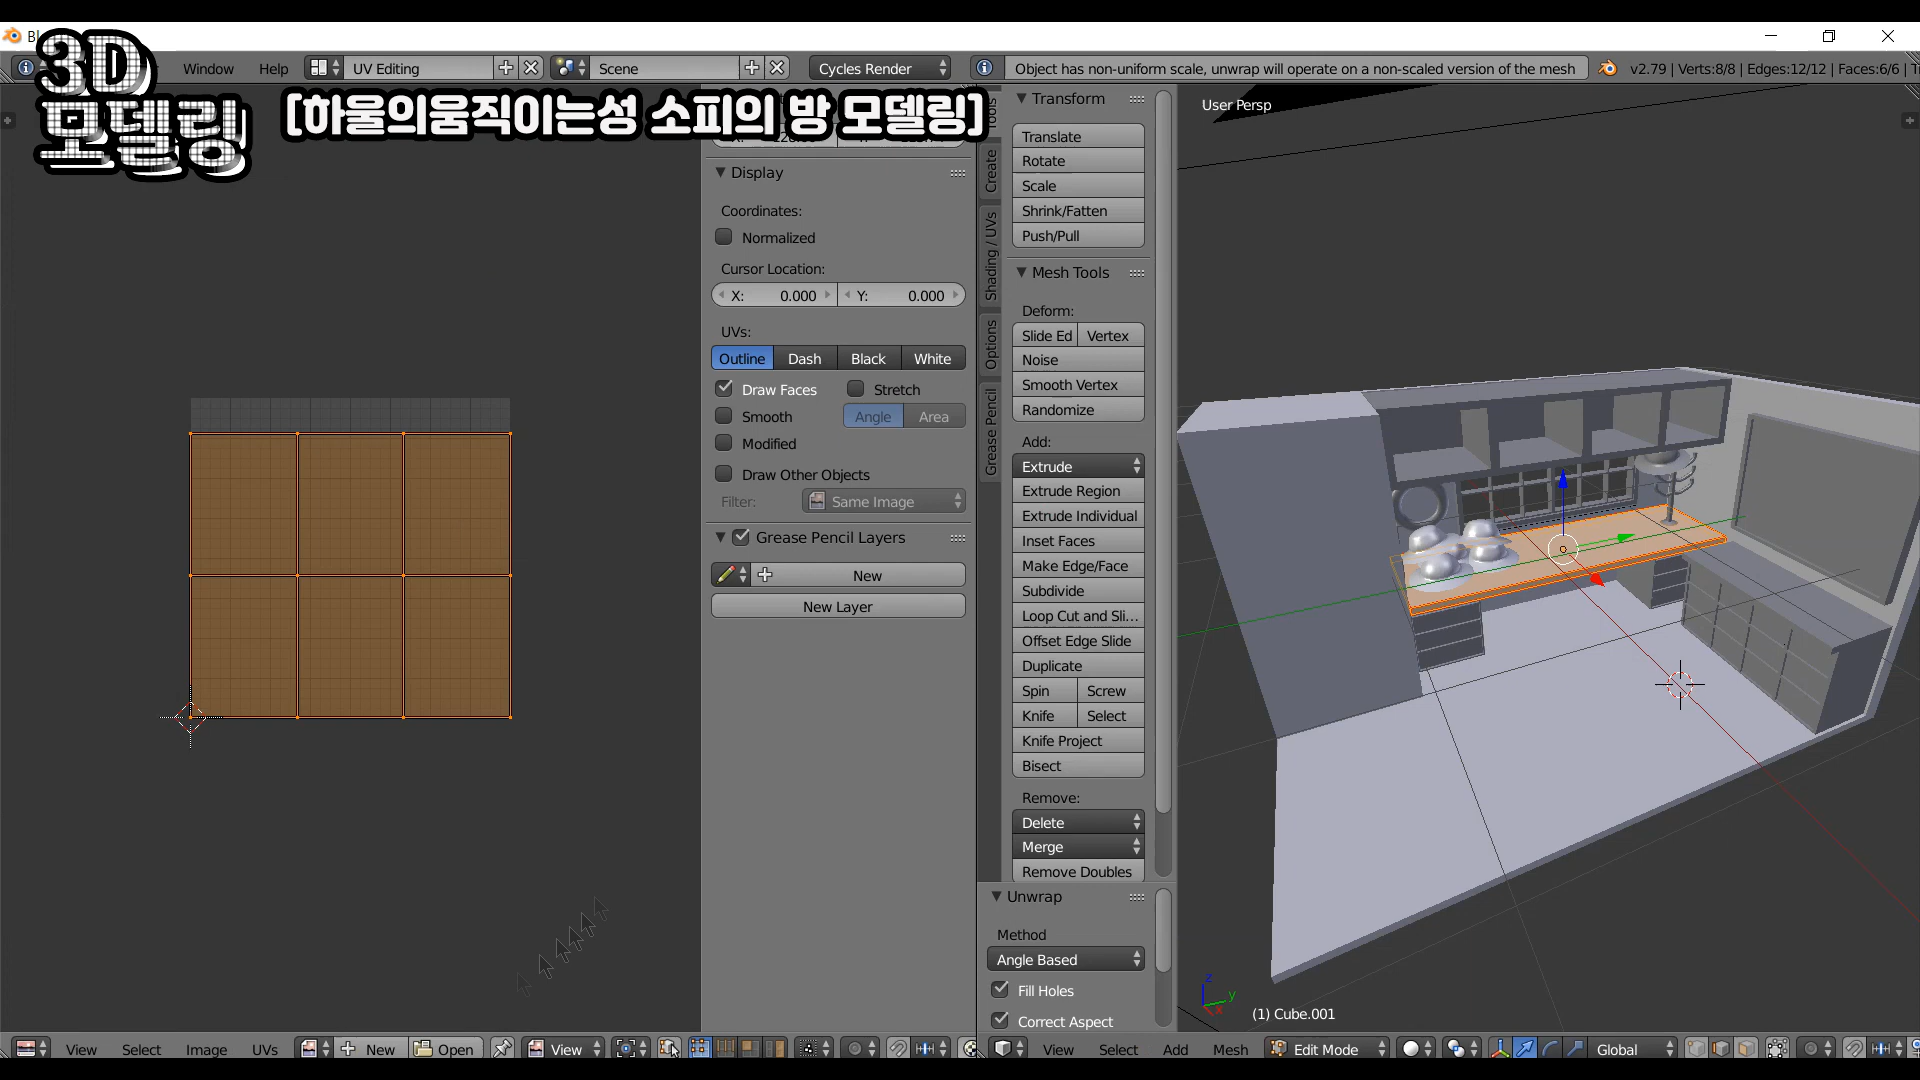 3D
모델링
[하울의움직이는성 소피의 방 모델링]
Window
Help
UV Editing
Scene
Cycles Render
Object has non-uniform scale, unwrap will operate on a non-scaled version of the mesh
v2.79 | Verts:8/8 | Edges:12/12 | Faces:6/6 | T
Display
Coordinates:
Normalized
Cursor Location:
X: 0.000
Y: 0.000
UVs:
Outline
Dash
Black
White
Draw Faces
Stretch
Smooth
Angle
Area
Modified
Draw Other Objects
Filter:
Same Image
Grease Pencil Layers
New
New Layer
Tools
Create
Shading / UVs
Options
Grease Pencil
Transform
Translate
Rotate
Scale
Shrink/Fatten
Push/Pull
Mesh Tools
Deform:
Slide Ed
Vertex
Noise
Smooth Vertex
Randomize
Add:
Extrude
Extrude Region
Extrude Individual
Inset Faces
Make Edge/Face
Subdivide
Loop Cut and Sli...
Offset Edge Slide
Duplicate
Spin
Screw
Knife
Select
Knife Project
Bisect
Remove:
Delete
Merge
Remove Doubles
Unwrap
Method
Angle Based
Fill Holes
Correct Aspect
User Persp
z
y
x
(1) Cube.001
View
Select
Image
UVs
New
Open
View
View
Select
Add
Mesh
Edit Mode
Global